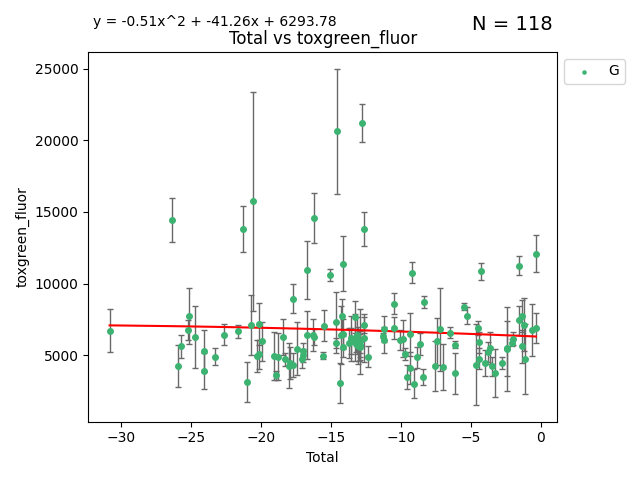 y = -0.51x^2 + -41.26x + 6293.78
N = 118
Total vs toxgreen_fluor
G
25000
20000
15000
10000
5000
toxgreen_fluor
−30 −25 −20 −15 −10 −5 0
Total